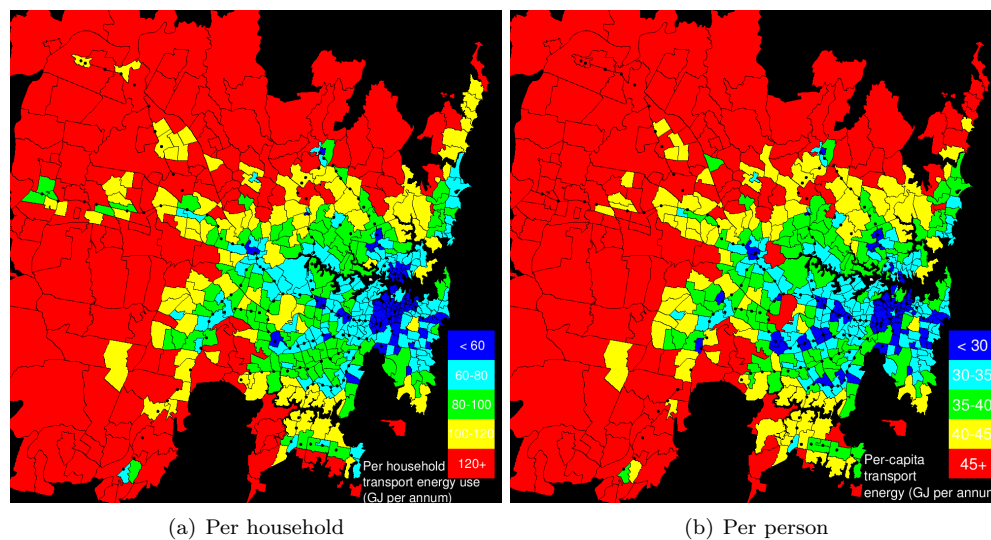 < 60
60-80
80-100
100-120
120+
Per household
transport energy use
(GJ per annum)
< 30
30-35
35-40
40-45
45+
Per-capita
transport
energy (GJ per annum
(a) Per household
(b) Per person